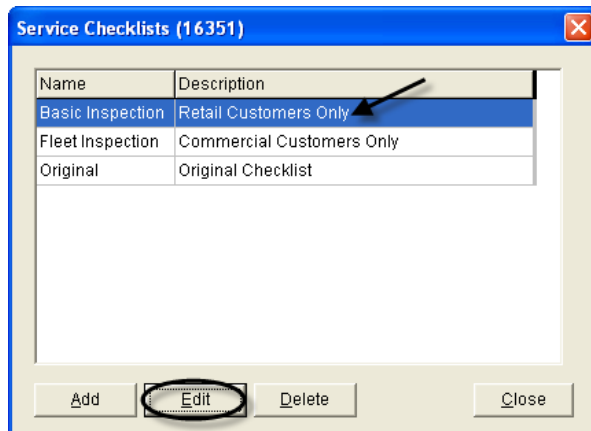 Service Checklists (16351)
Name Description
Basic Inspection Retail Customers Only
Fleet Inspection Commercial Customers Only
Original Original Checklist
Add Edit Delete Close